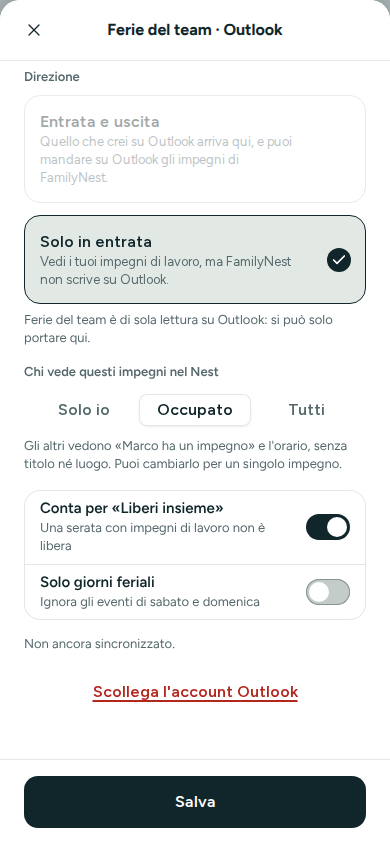 Ferie del team · Outlook
Direzione
Entrata e uscita
Quello che crei su Outlook arriva qui, e puoi
mandare su Outlook gli impegni di
FamilyNest.
Solo in entrata
Vedi i tuoi impegni di lavoro, ma FamilyNest
non scrive su Outlook.
Ferie del team è di sola lettura su Outlook: si può solo
portare qui.
Chi vede questi impegni nel Nest
Solo io
Occupato
Tutti
Gli altri vedono «Marco ha un impegno» e l'orario, senza
titolo né luogo. Puoi cambiarlo per un singolo impegno.
Conta per «Liberi insieme»
Una serata con impegni di lavoro non è
libera
Solo giorni feriali
Ignora gli eventi di sabato e domenica
Non ancora sincronizzato.
Scollega l'account Outlook
Salva